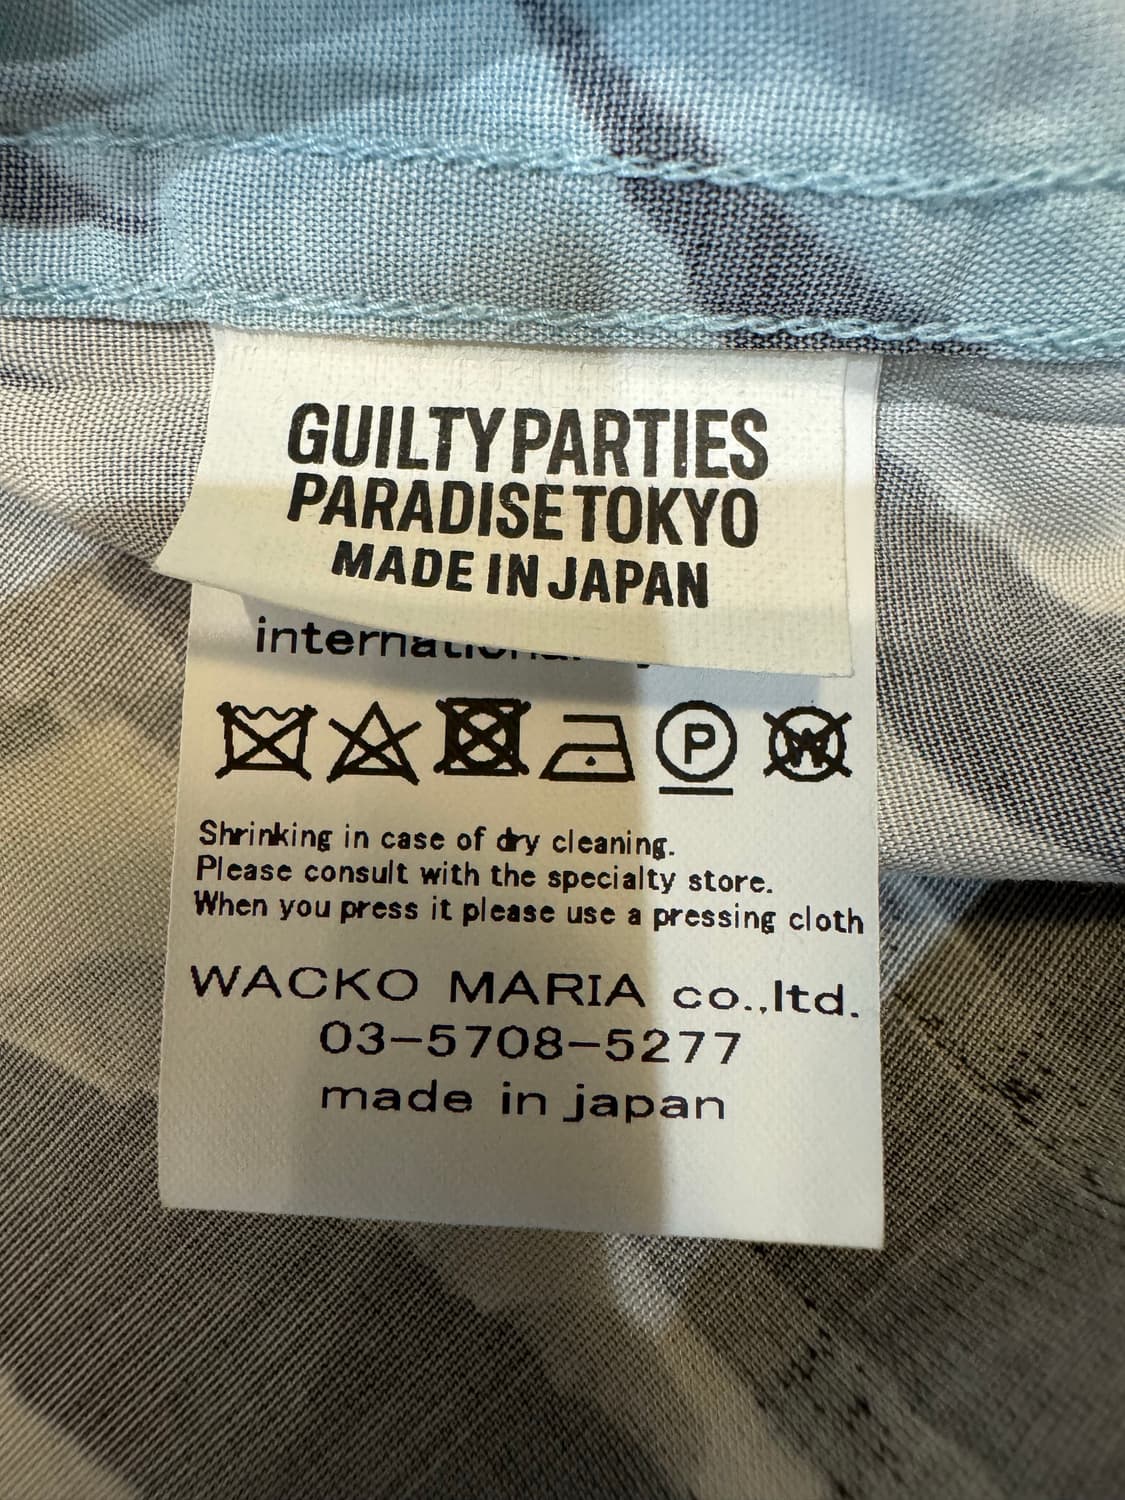 GUILTY PARTIES
PARADISE TOKYO
MADE IN JAPAN
P
W
Shrinking in case of dry cleaning.
Please consult with the specialty store.
When you press it please use a pressing cloth
WACKO MARIA co.,ltd.
03-5708-5277
made in japan